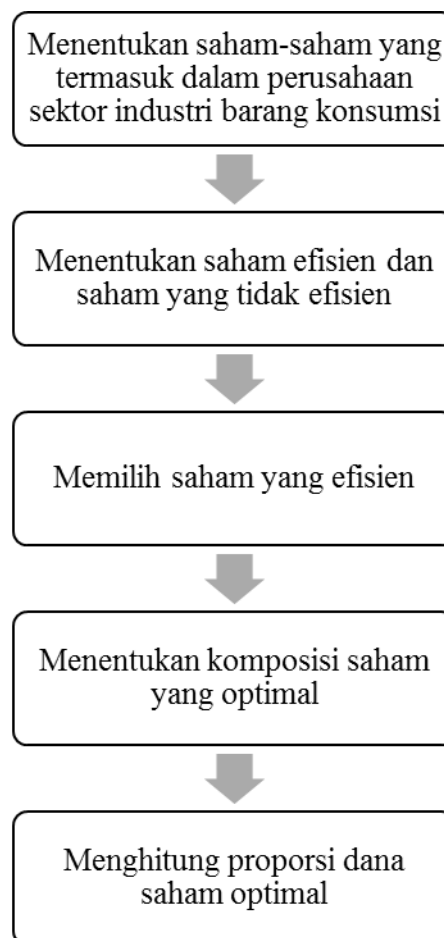 Menentukan saham-saham yang
termasuk dalam perusahaan
sektor industri barang konsumsi
Menentukan saham efisien dan
saham yang tidak efisien
Memilih saham yang efisien
Menentukan komposisi saham
yang optimal
Menghitung proporsi dana
saham optimal